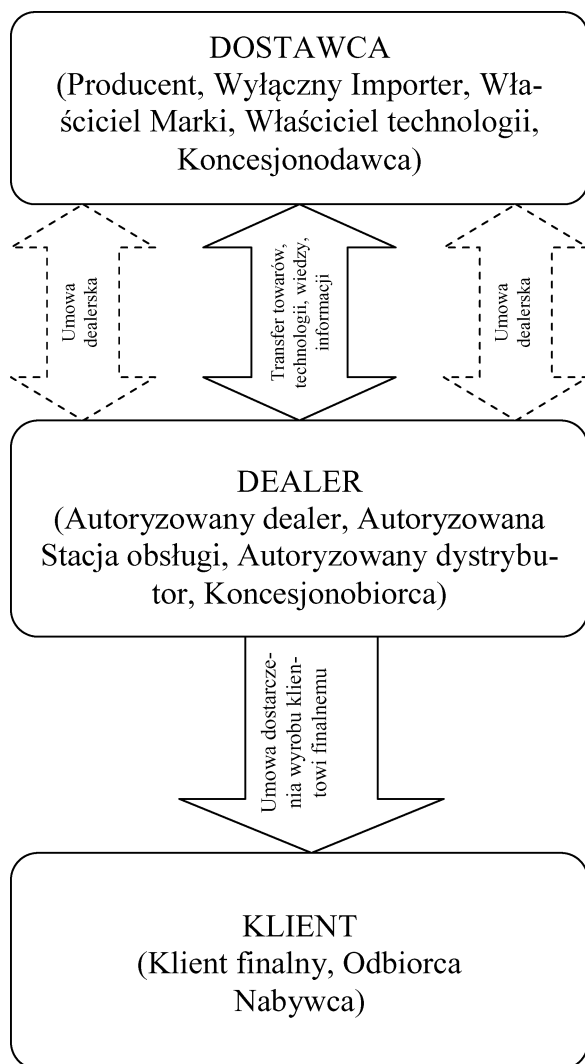 DOSTAWCA
(Producent, Wyłączny Importer, Wła-
ściciel Marki, Właściciel technologii,
Koncesjonodawca)
Umowa
dealerska
Transfer towarów,
technologii, wiedzy,
informacji
Umowa
dealerska
DEALER
(Autoryzowany dealer, Autoryzowana
Stacja obsługi, Autoryzowany dystrybu-
tor, Koncesjonobiorca)
Umowa dostarcze-
nia wyrobu klien-
towi finalnemu
KLIENT
(Klient finalny, Odbiorca
Nabywca)